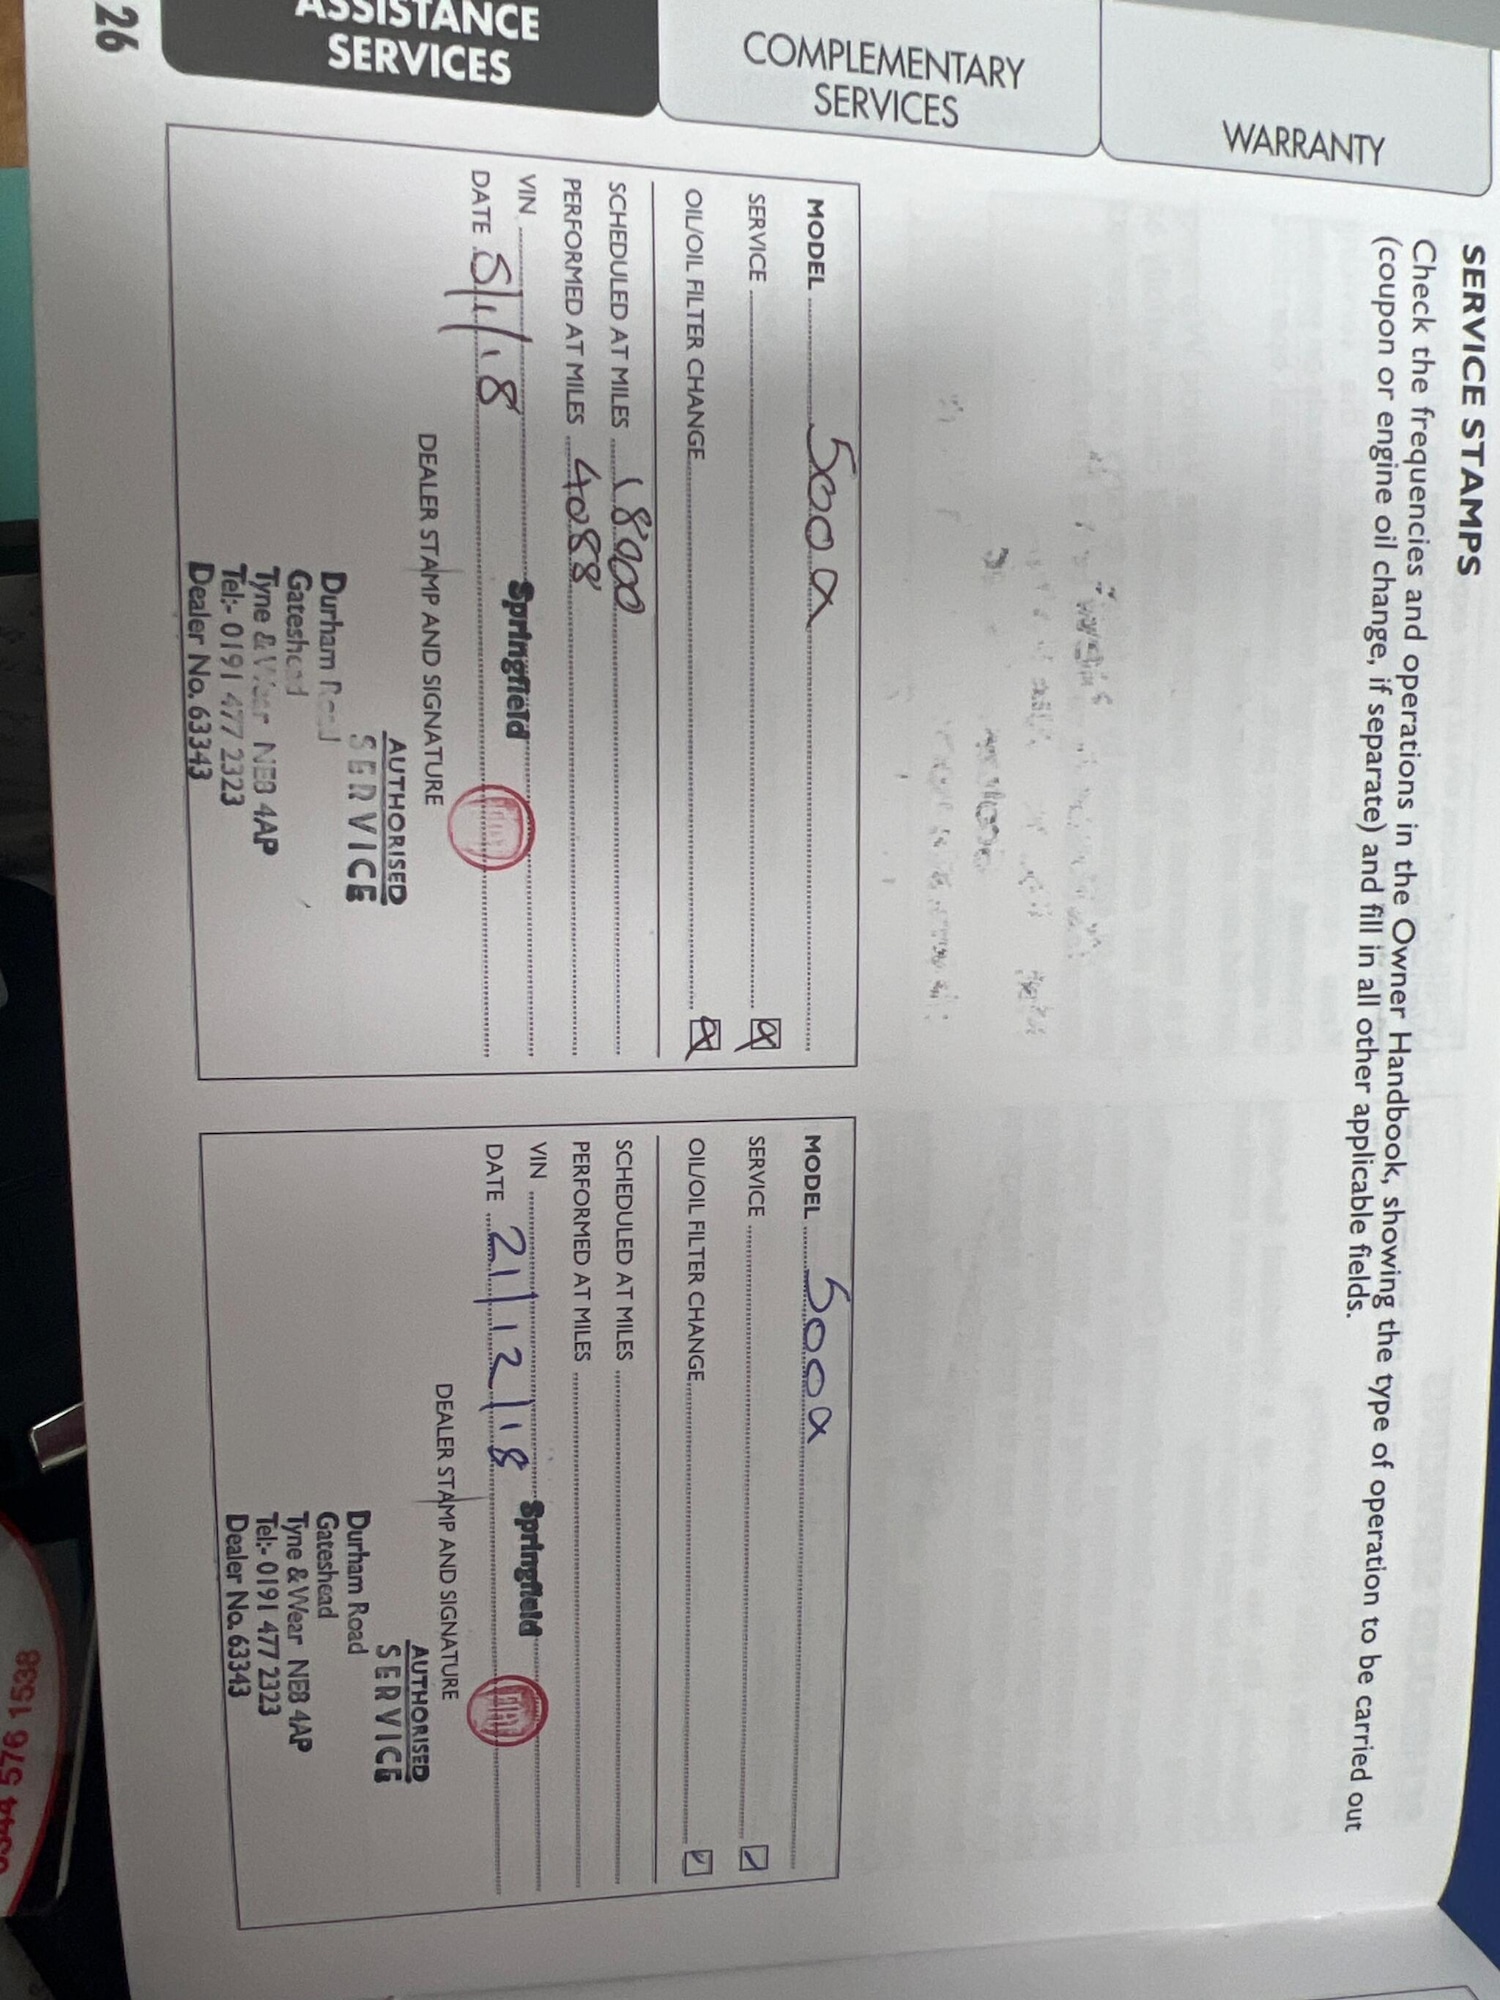 SERVICE STAMPS
Check the frequencies and operations in the Owner Handbook, showing the type of operation to be carried out
(coupon or engine oil change, if separate) and fill in all other applicable fields.
WARRANTY
COMPLEMENTARY
SERVICES
ASSISTANCE
SERVICES
MODEL 500X
SERVICE
OIL/OIL FILTER CHANGE
SCHEDULED AT MILES 18000
PERFORMED AT MILES 4088
VIN
DATE 5/1/18
Springfield
DEALER STAMP AND SIGNATURE
AUTHORISED
SERVICE
Durham Road
Gateshead
Tyne & Wear NE8 4AP
Tel:- 0191 477 2323
Dealer No. 63343
MODEL 500X
SERVICE
OIL/OIL FILTER CHANGE
SCHEDULED AT MILES
PERFORMED AT MILES
VIN
DATE 21/12/18
Springfield
DEALER STAMP AND SIGNATURE
AUTHORISED
SERVICE
Durham Road
Gateshead
Tyne & Wear NE8 4AP
Tel:- 0191 477 2323
Dealer No. 63343
26
576 1538